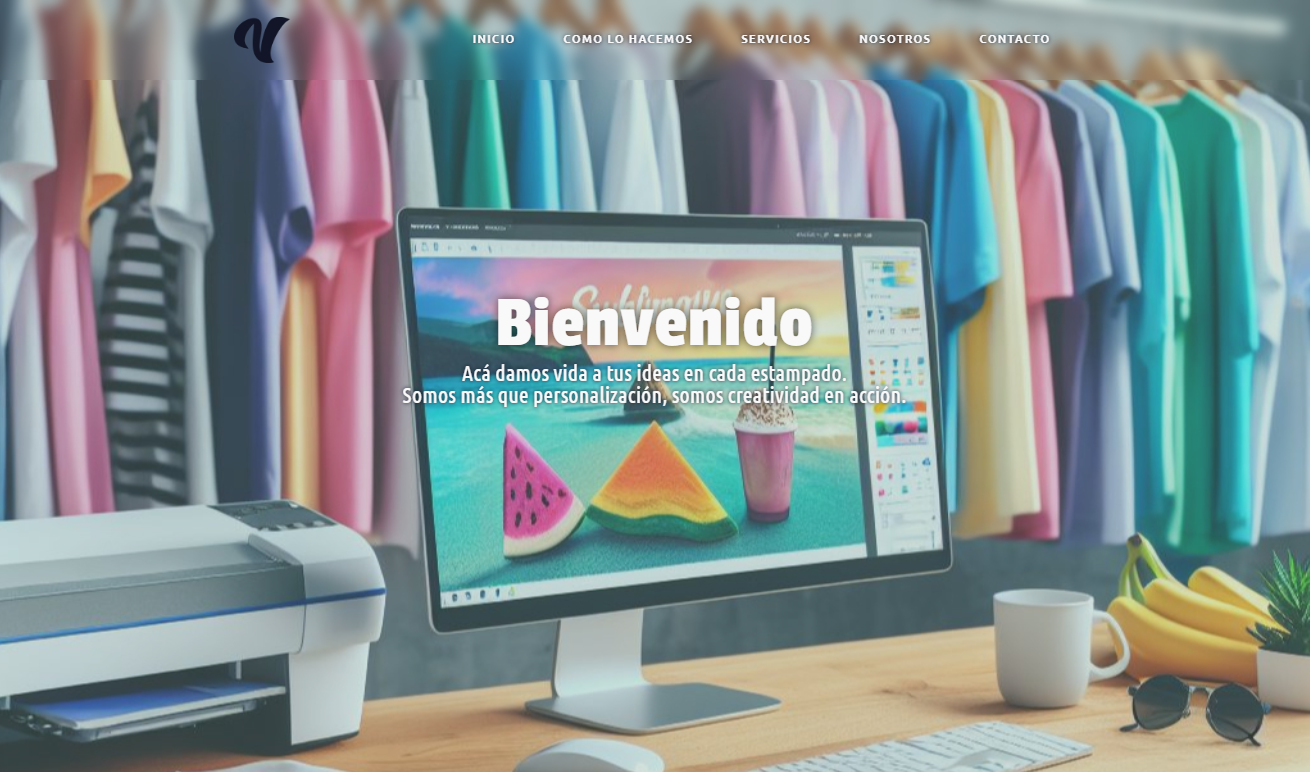 INICIO
COMO LO HACEMOS
SERVICIOS
NOSOTROS
CONTACTO
Bienvenido
Acá damos vida a tus ideas en cada estampado.
Somos más que personalización, somos creatividad en acción.